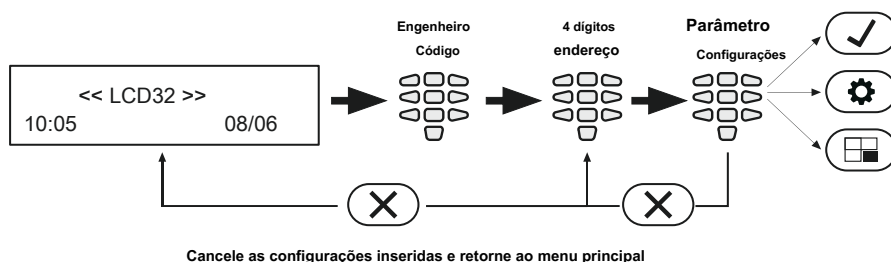 Engenheiro
Código
4 dígitos
endereço
Parâmetro
Configurações
<< LCD32 >>
10:05 08/06
Cancele as configurações inseridas e retorne ao menu principal